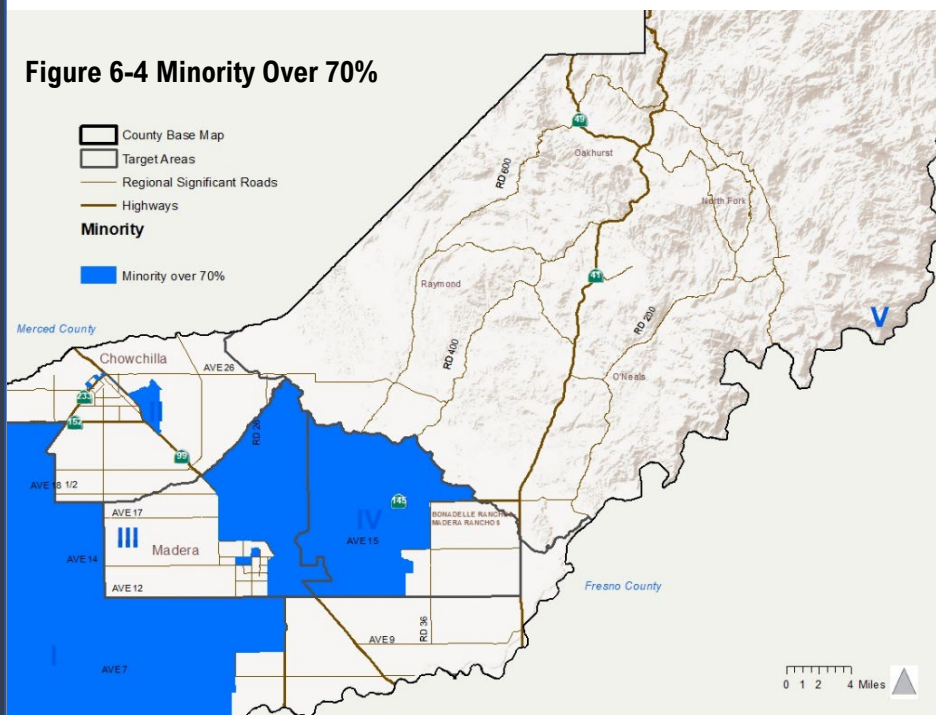 Figure 6-4 Minority Over 70%
County Base Map
Target Areas
Regional Significant Roads
Highways
Minority
Minority over 70%
49
Oakhurst
RD 600
North Fork
41
Raymond
V
Merced County
RD 200
RD 400
Chowchilla
AVE 26
O'Neals
233
II
152
RD 26
99
AVE 18 1/2
145
AVE 17
IV
BONADELLE RANCHOS
MADERA RANCHOS
III
Madera
AVE 15
AVE 14
AVE 12
Fresno County
RD 36
AVE 9
I
AVE 7
0 1 2 4 Miles